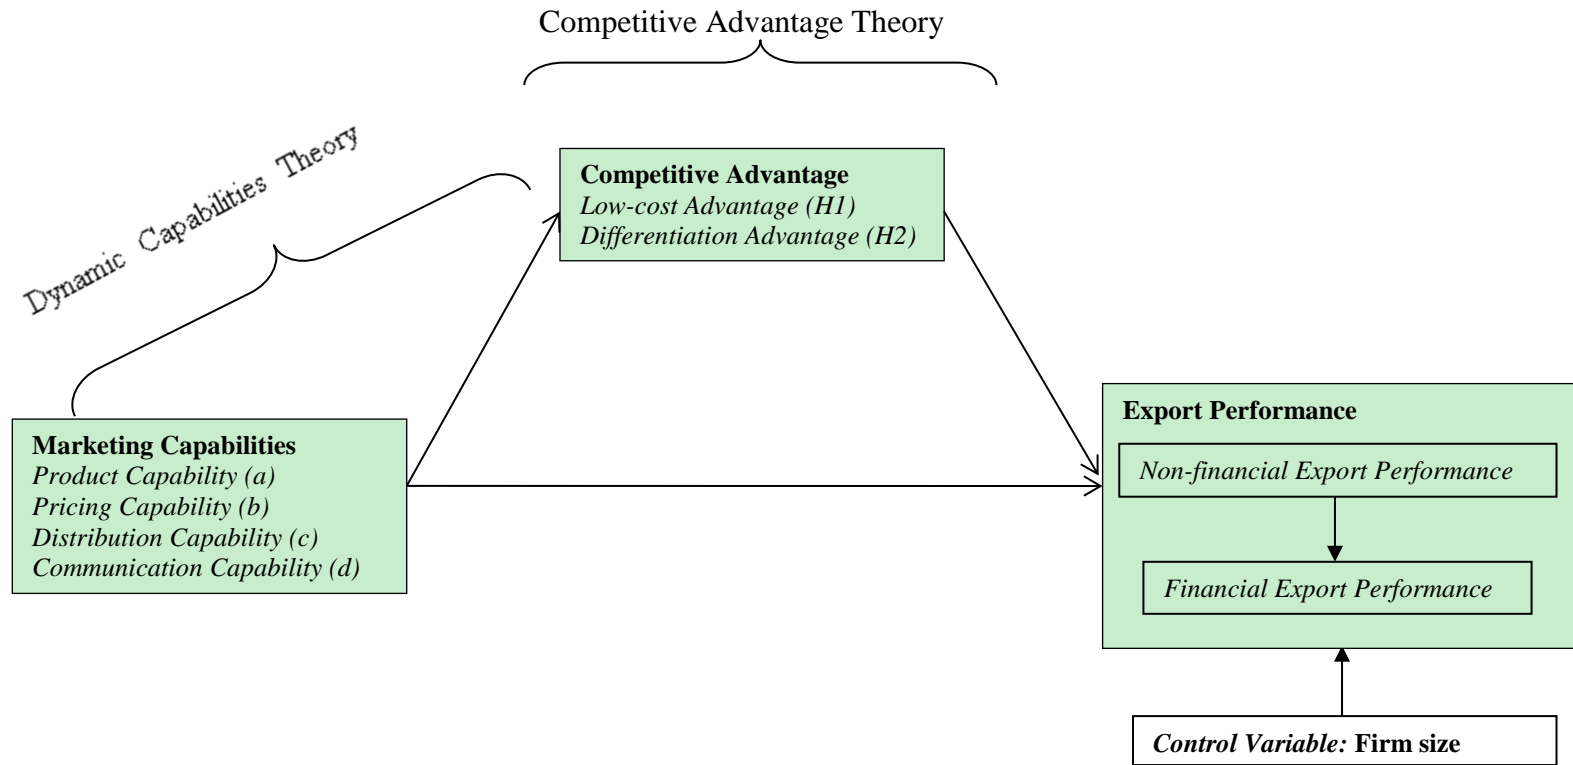 Competitive Advantage Theory
Dynamic Capabilities Theory
Competitive Advantage
Low-cost Advantage (H1)
Differentiation Advantage (H2)
Marketing Capabilities
Product Capability (a)
Pricing Capability (b)
Distribution Capability (c)
Communication Capability (d)
Export Performance
Non-financial Export Performance
Financial Export Performance
Control Variable: Firm size